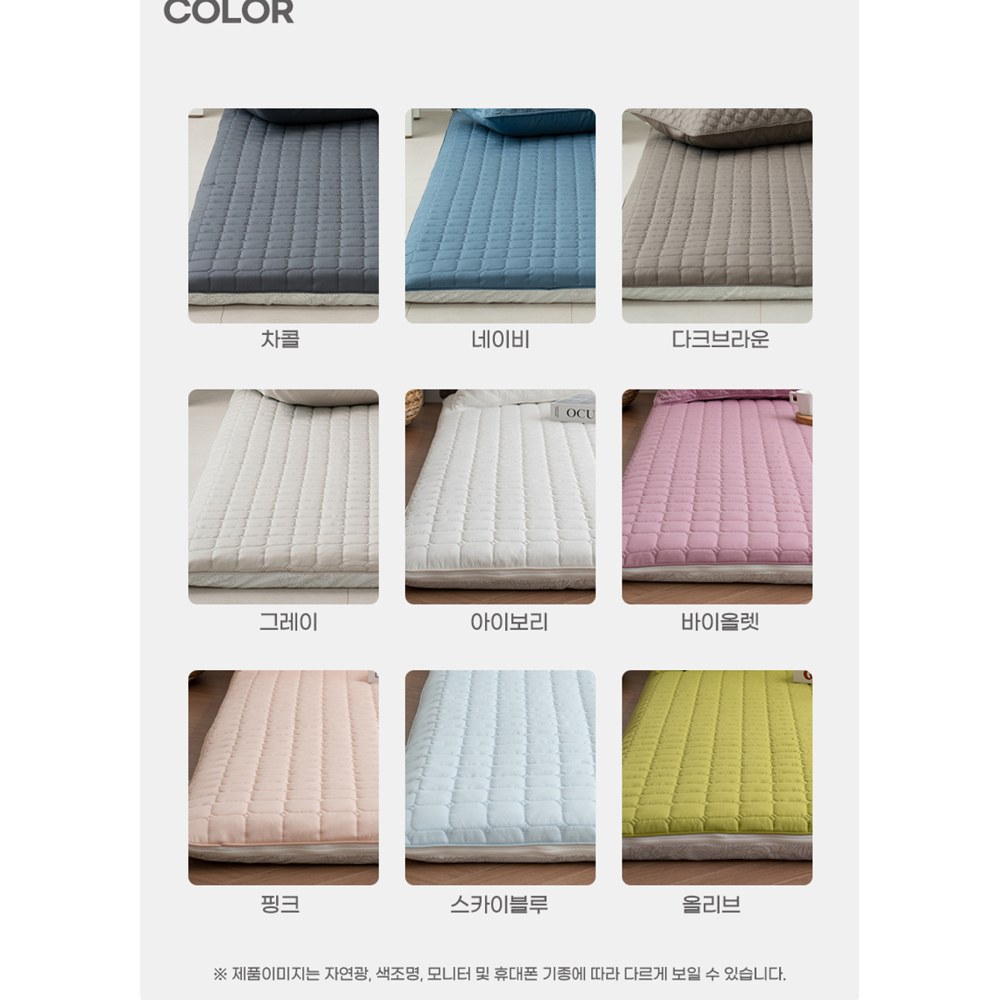 COLOR
차콜 네이비 다크브라운
OCU
그레이 아이보리 바이올렛
핑크 스카이블루 올리브
※ 제품이미지는 자연광, 색조명, 모니터 및 휴대폰 기종에 따라 다르게 보일 수 있습니다.